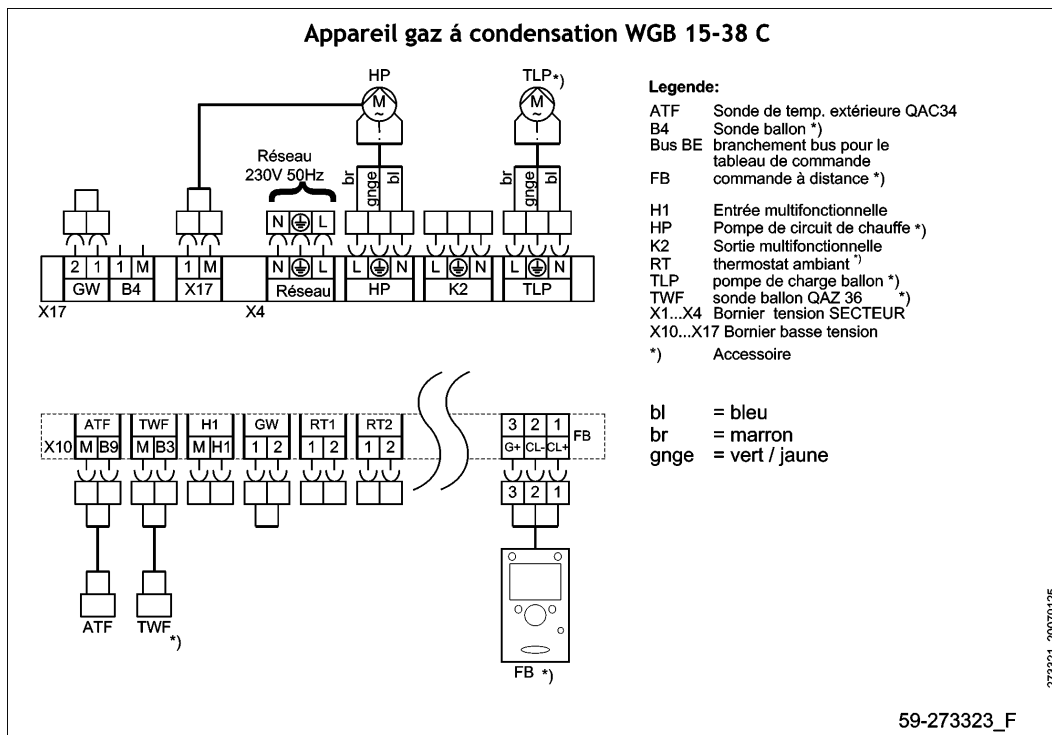 Appareil gaz á condensation WGB 15-38 C
HP
TLP *)
M
~
M
~
Réseau
230V 50Hz
br
gnge
bl
br
gnge
bl
N L
2 1 1 M 1 M N L L N L N L N
GW B4 X17 Réseau HP K2 TLP
X17 X4
Legende:
ATF Sonde de temp. extérieure QAC34
B4 Sonde ballon *)
Bus BE branchement bus pour le
tableau de commande
FB commande à distance *)
H1 Entrée multifonctionnelle
HP Pompe de circuit de chauffe *)
K2 Sortie multifonctionnelle
RT thermostat ambiant *)
TLP pompe de charge ballon *)
TWF sonde ballon QAZ 36 *)
X1...X4 Bornier tension SECTEUR
X10...X17 Bornier basse tension
*) Accessoire
bl = bleu
br = marron
gnge = vert / jaune
ATF TWF H1 GW RT1 RT2 3 2 1
X10 M B9 M B3 M H1 1 2 1 2 1 2 G+ CL- CL+ FB
3 2 1
ATF TWF *)
FB *)
273321_20070125
59-273323_F